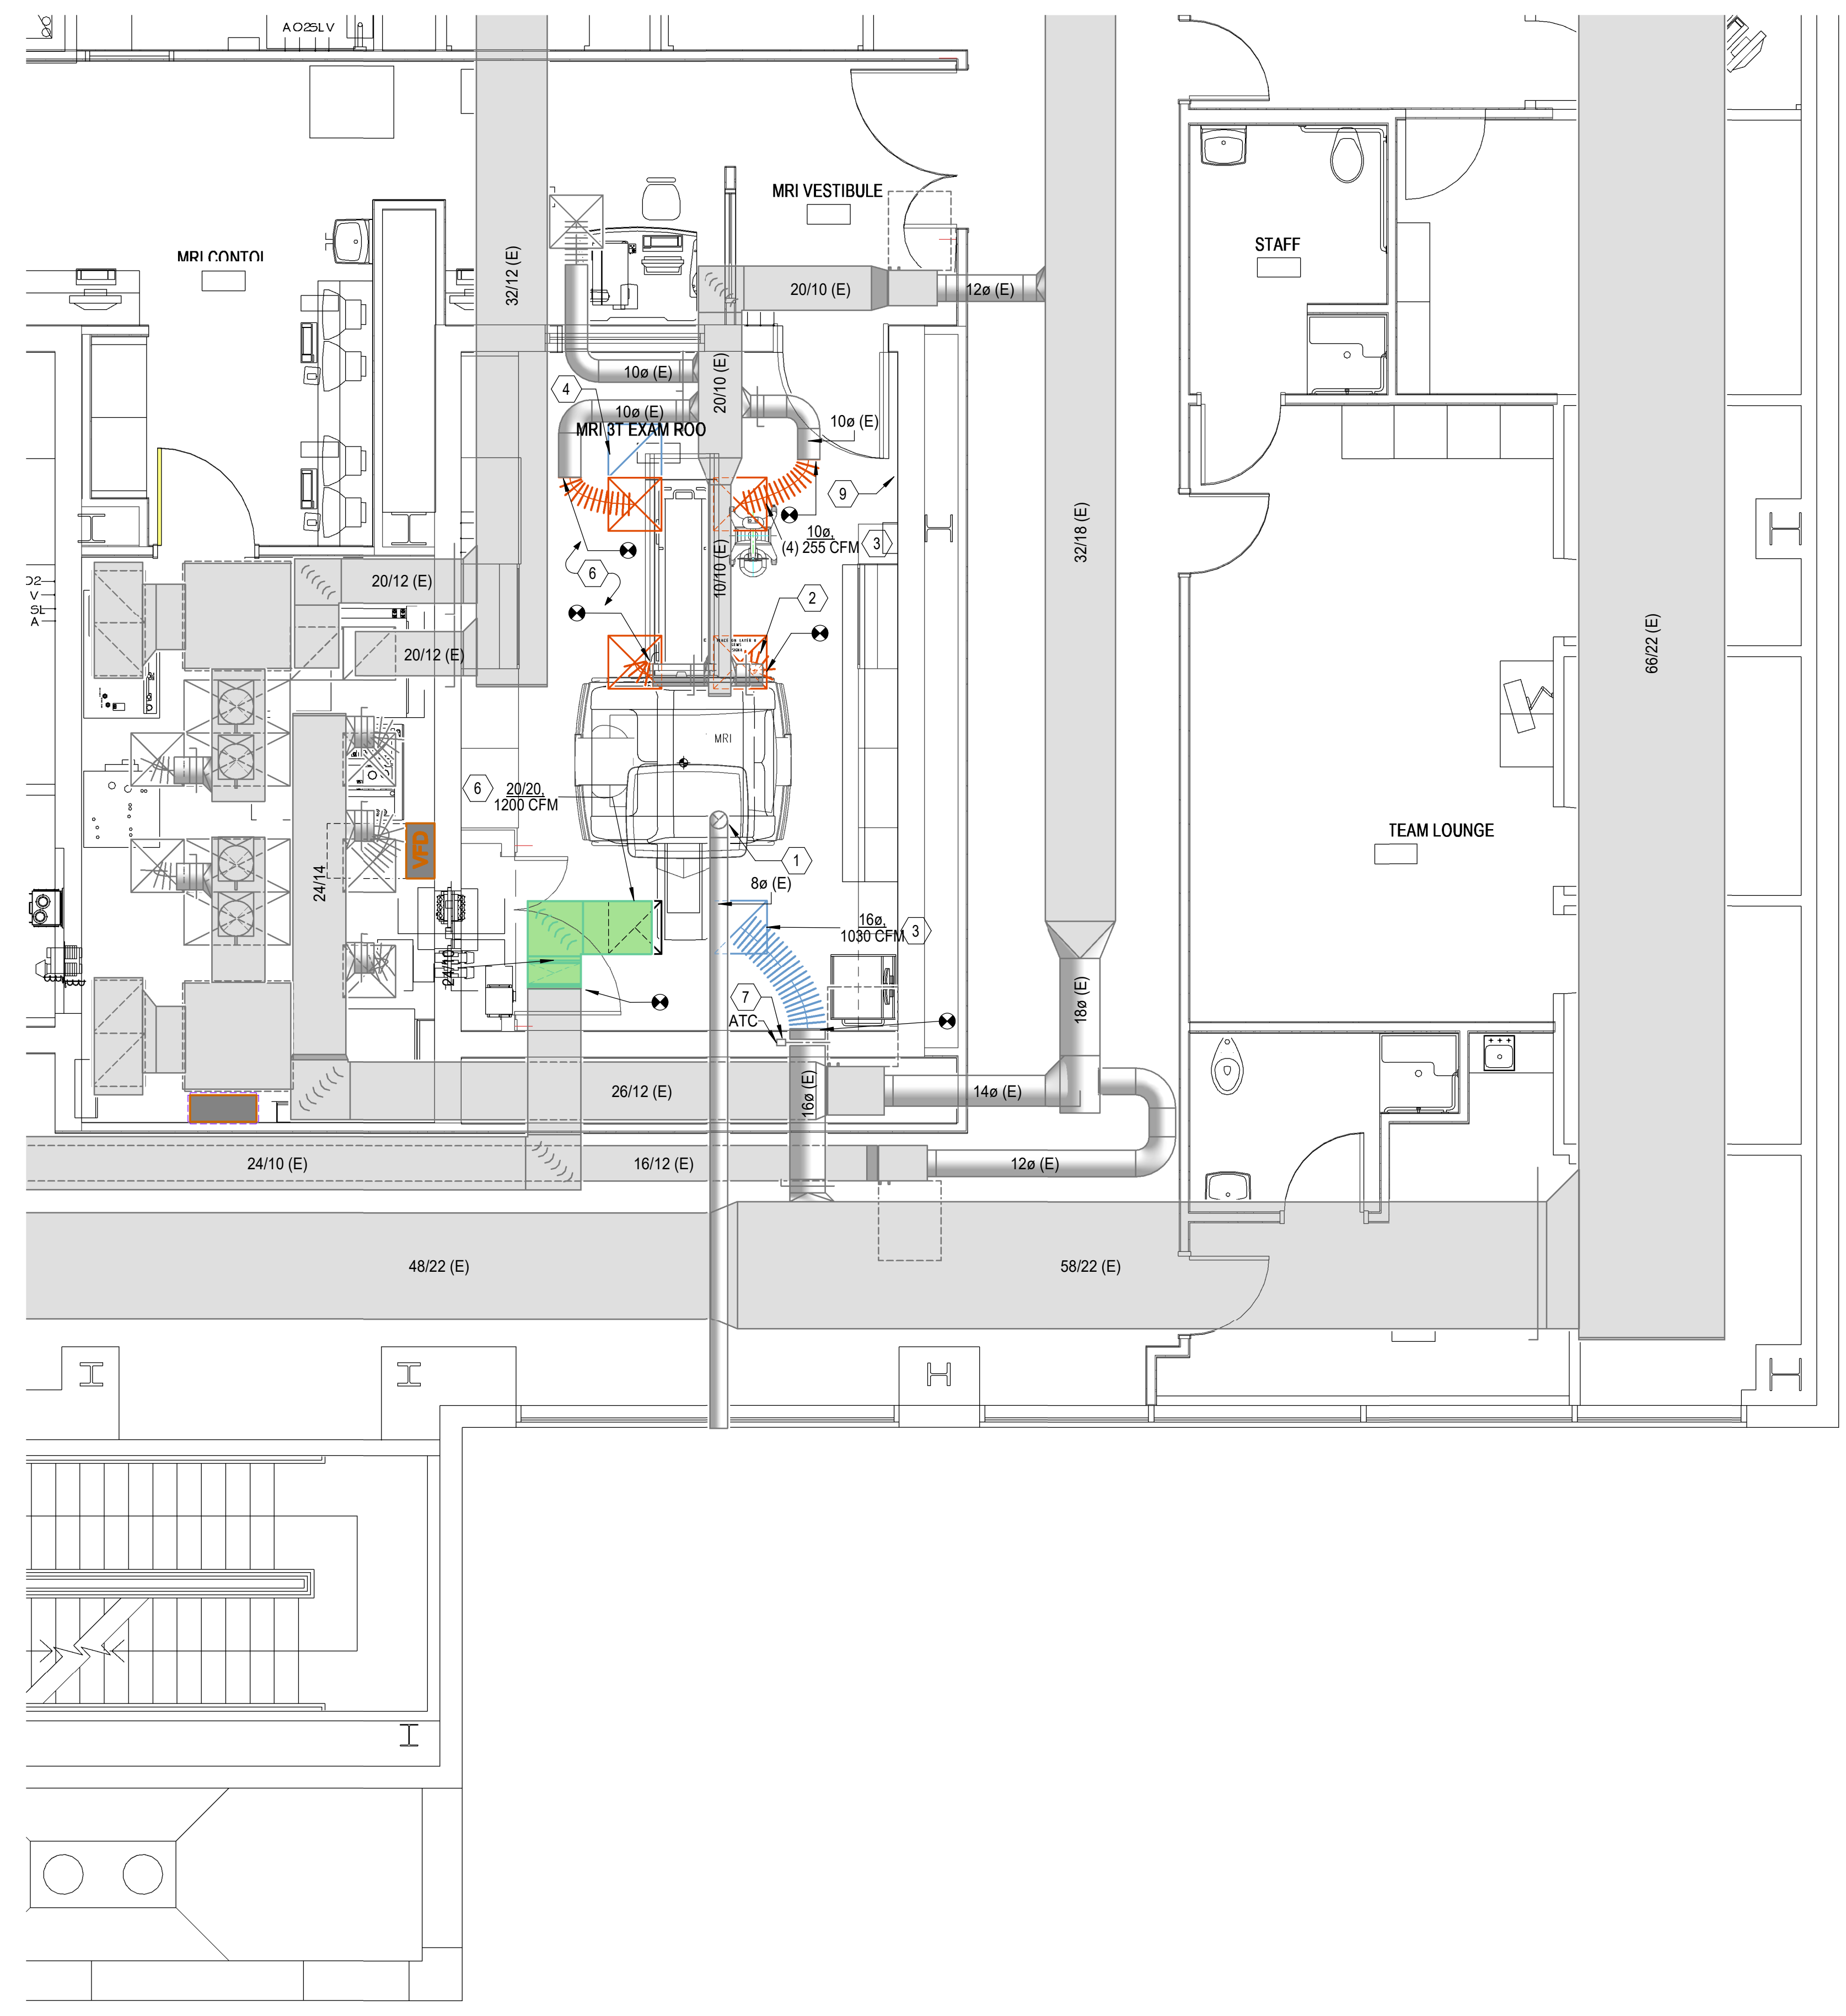 A O2SLV
MRI VESTIBULE
STAFF
MRI CONTOL
32/12 (E)
20/10 (E)
12ø (E)
10ø (E)
20/10 (E)
4
10ø (E)
10ø (E)
MRI 3T EXAM ROO
9
10ø,
(4) 255 CFM
3
10/10 (E)
32/18 (E)
6
2
O2
V
SL
A
20/12 (E)
20/12 (E)
66/22 (E)
MRI
6
20/20,
1200 CFM
VFD
TEAM LOUNGE
1
24/14
8ø (E)
16ø,
1030 CFM
3
24/10
7
ATC
18ø (E)
26/12 (E)
16ø (E)
14ø (E)
24/10 (E)
16/12 (E)
12ø (E)
48/22 (E)
58/22 (E)